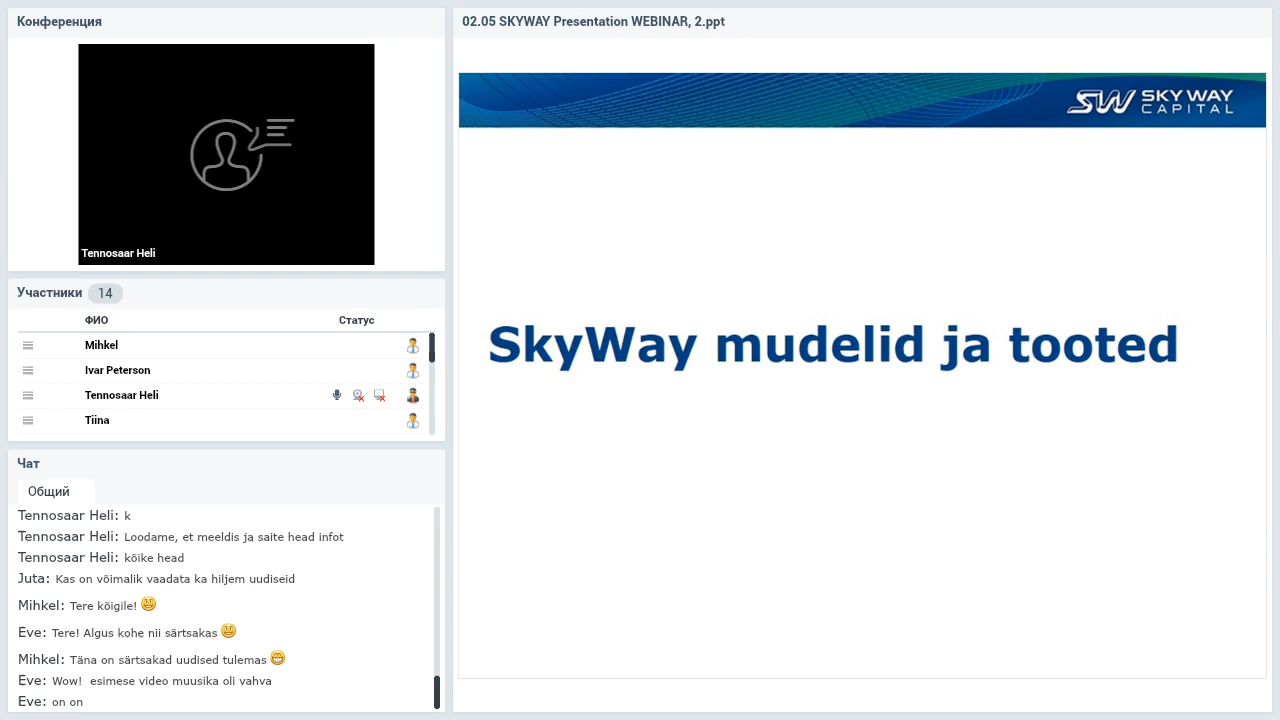 Конференция
Tennosaar Heli
Участники 14
ФИО Статус
Mihkel
Ivar Peterson
Tennosaar Heli
Tiina
Чат
Общий
Tennosaar Heli: k
Tennosaar Heli: Loodame, et meeldis ja saite head infot
Tennosaar Heli: kõike head
Juta: Kas on võimalik vaadata ka hiljem uudiseid
Mihkel: Tere kõigile!
Eve: Tere! Algus kohe nii särtsakas
Mihkel: Täna on särtsakad uudised tulemas
Eve: Wow!  esimese video muusika oli vahva
Eve: on on
02.05 SKYWAY Presentation WEBINAR, 2.ppt
SW SKY WAY
CAPITAL
SkyWay mudelid ja tooted